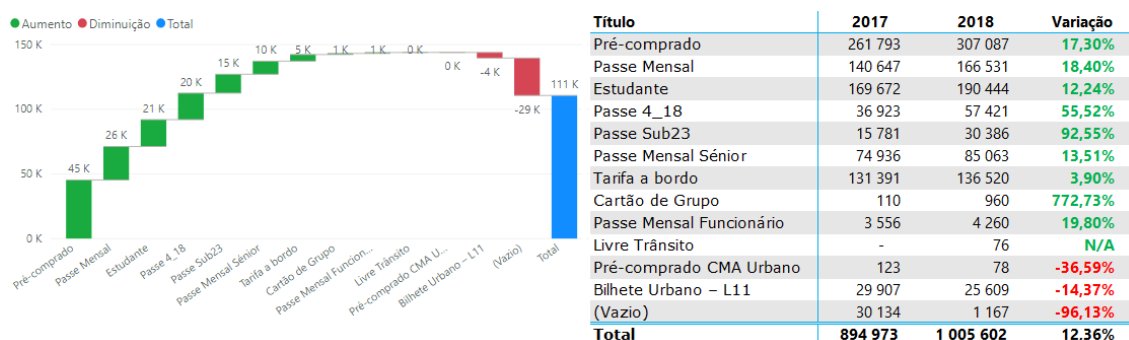 Aumento Diminuição Total
150 K
100 K
50 K
0 K
45 K
26 K
21 K
20 K
15 K
10 K
5 K
1 K
1 K
0 K
0 K
-4 K
-29 K
111 K
Pré-comprado
Passe Mensal
Estudante
Passe 4_18
Passe Sub23
Passe Mensal Sénior
Tarifa a bordo
Cartão de Grupo
Passe Mensal Funcion...
Livre Trânsito
Pré-comprado CMA U...
Bilhete Urbano – L11
(Vazio)
Total
Título 2017 2018 Variação
Pré-comprado 261 793 307 087 17,30%
Passe Mensal 140 647 166 531 18,40%
Estudante 169 672 190 444 12,24%
Passe 4_18 36 923 57 421 55,52%
Passe Sub23 15 781 30 386 92,55%
Passe Mensal Sénior 74 936 85 063 13,51%
Tarifa a bordo 131 391 136 520 3,90%
Cartão de Grupo 110 960 772,73%
Passe Mensal Funcionário 3 556 4 260 19,80%
Livre Trânsito - 76 N/A
Pré-comprado CMA Urbano 123 78 -36,59%
Bilhete Urbano – L11 29 907 25 609 -14,37%
(Vazio) 30 134 1 167 -96,13%
Total 894 973 1 005 602 12,36%